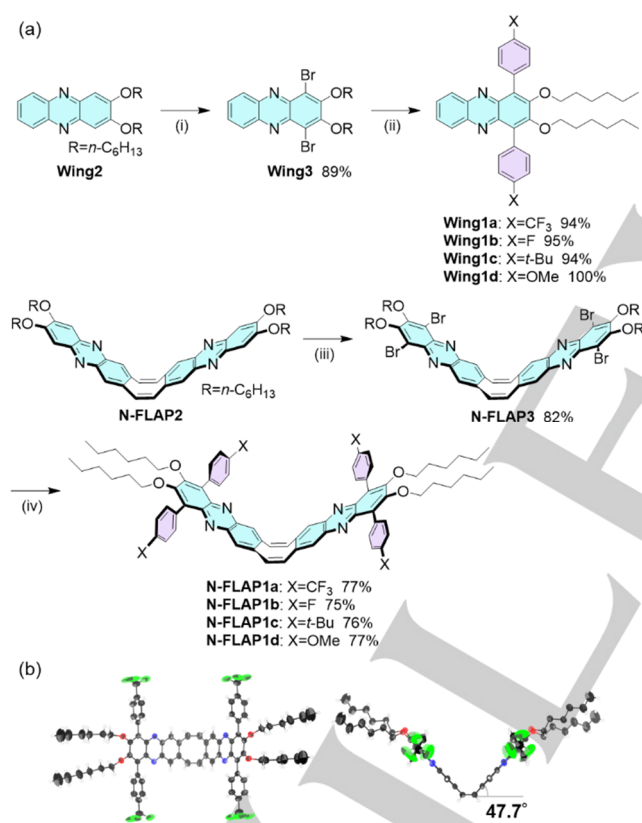 (a)
X
Br
N
OR
N
OR
R=n-C6H13
Wing2
(i)
N
OR
N
OR
Br
Wing3 89%
(ii)
N
O
N
O
X
Wing1a: X=CF3 94%
Wing1b: X=F 95%
Wing1c: X=t-Bu 94%
Wing1d: X=OMe 100%
RO
RO
N
N
N
N
OR
OR
R=n-C6H13
N-FLAP2
(iii)
RO
RO
Br
Br
N
N
N
N
Br
Br
OR
OR
N-FLAP3 82%
(iv)
X
X
O
O
N
N
N
N
O
O
X
X
N-FLAP1a: X=CF3 77%
N-FLAP1b: X=F 75%
N-FLAP1c: X=t-Bu 76%
N-FLAP1d: X=OMe 77%
(b)
47.7°